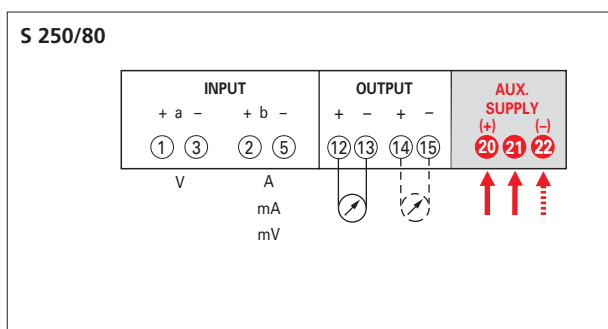 S 250/80
INPUT OUTPUT AUX.
SUPPLY
+ a – + b – + – + – (+) (–)
1 3 2 5 12 13 14 15 20 21 22
V A
mA
mV